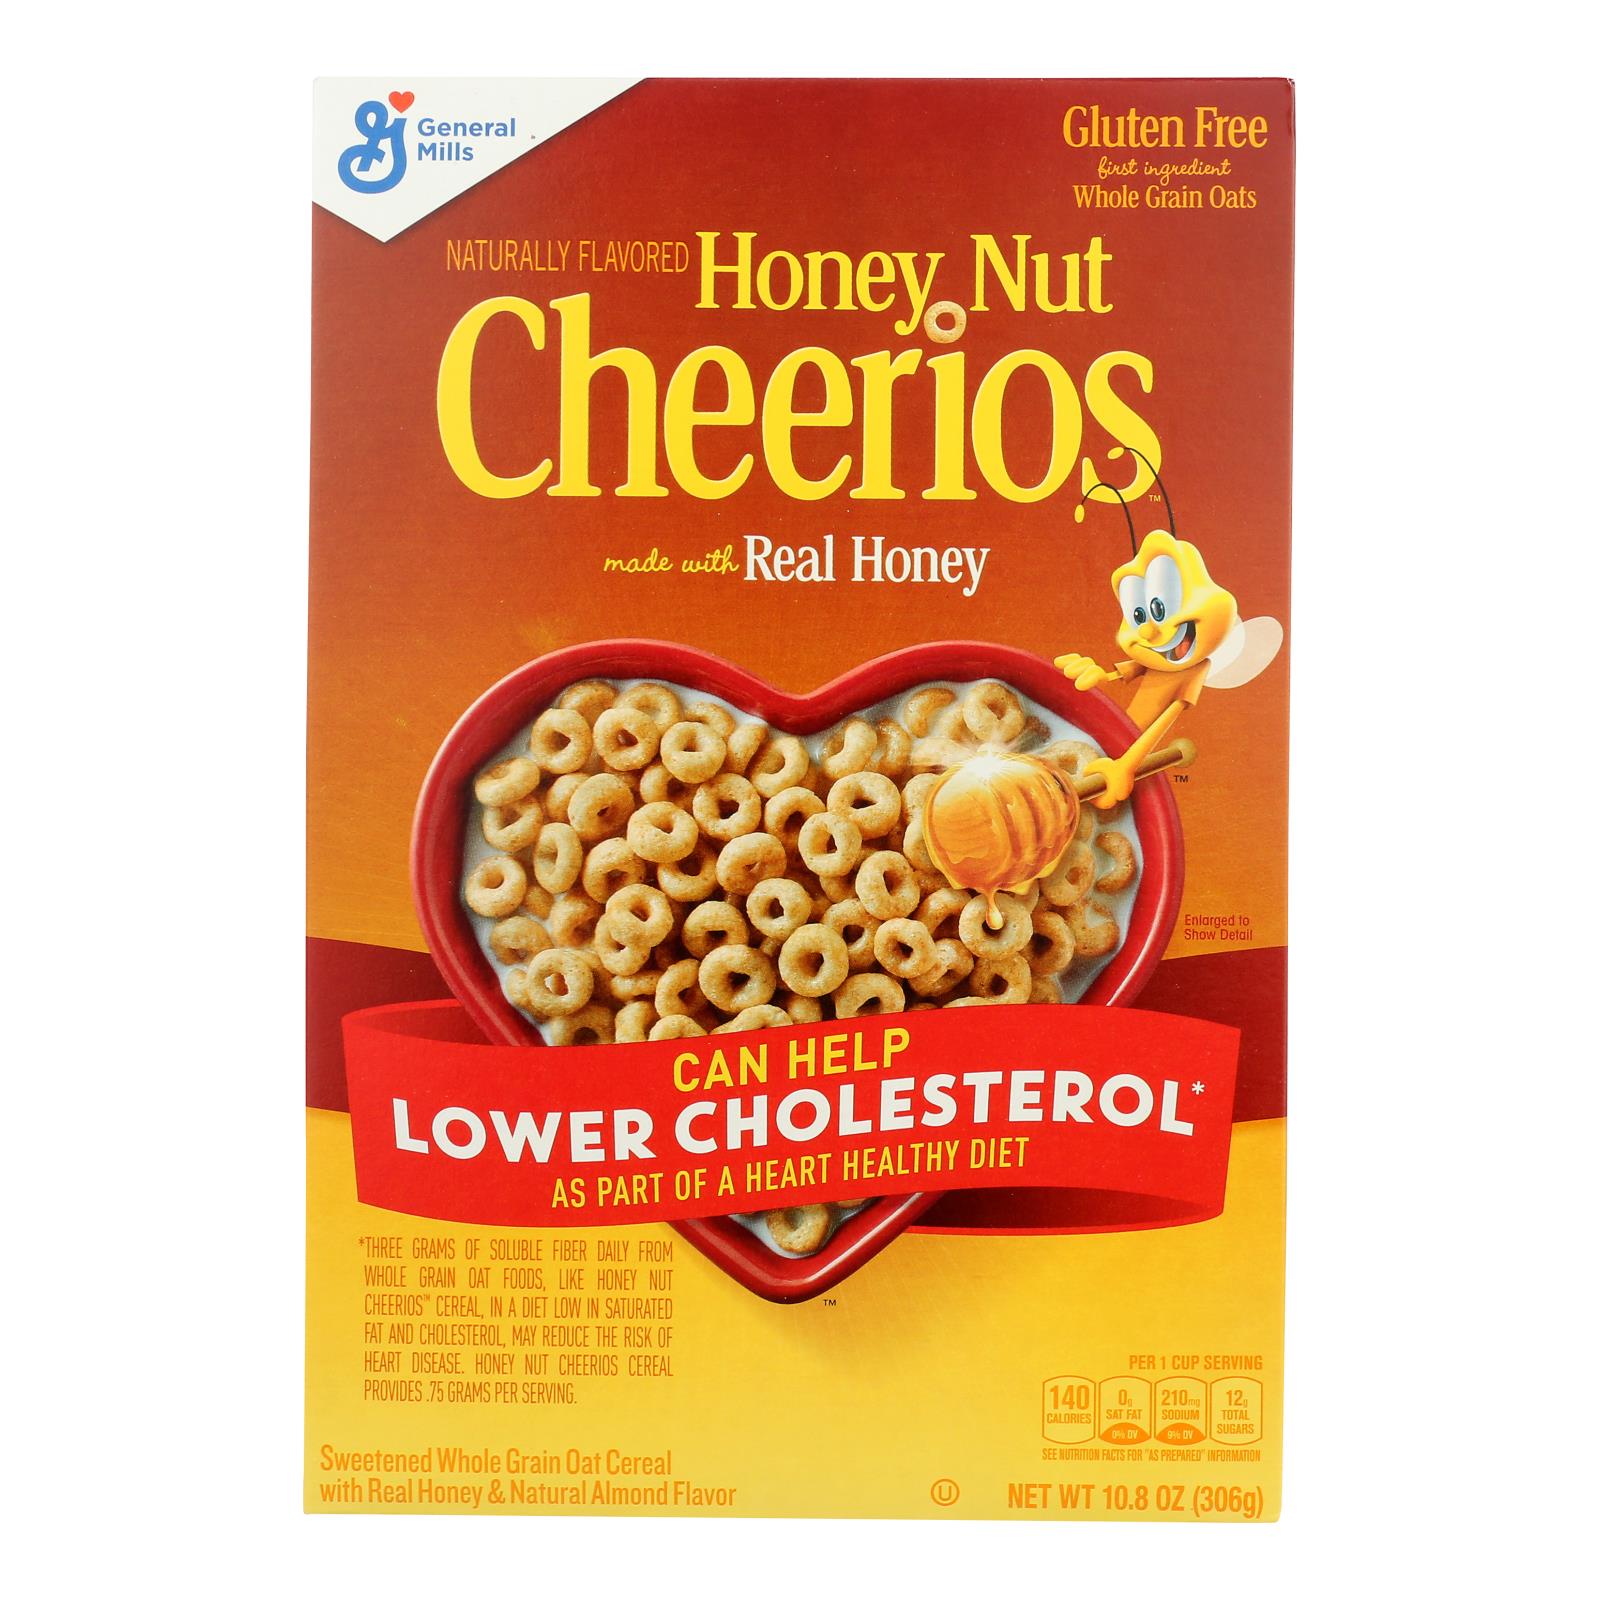 General
Mills
Gluten Free
first ingredient
Whole Grain Oats
NATURALLY FLAVORED Honey Nut
Cheerios™
made with Real Honey
™
Enlarged to
Show Detail
CAN HELP
LOWER CHOLESTEROL*
AS PART OF A HEART HEALTHY DIET
*THREE GRAMS OF SOLUBLE FIBER DAILY FROM
WHOLE GRAIN OAT FOODS, LIKE HONEY NUT
CHEERIOS™ CEREAL, IN A DIET LOW IN SATURATED
FAT AND CHOLESTEROL, MAY REDUCE THE RISK OF
HEART DISEASE. HONEY NUT CHEERIOS CEREAL
PROVIDES .75 GRAMS PER SERVING.
™
PER 1 CUP SERVING
140 CALORIES
0g SAT FAT 0% DV
210mg SODIUM 9% DV
12g TOTAL SUGARS
SEE NUTRITION FACTS FOR "AS PREPARED" INFORMATION
Sweetened Whole Grain Oat Cereal
with Real Honey & Natural Almond Flavor
U
NET WT 10.8 OZ (306g)